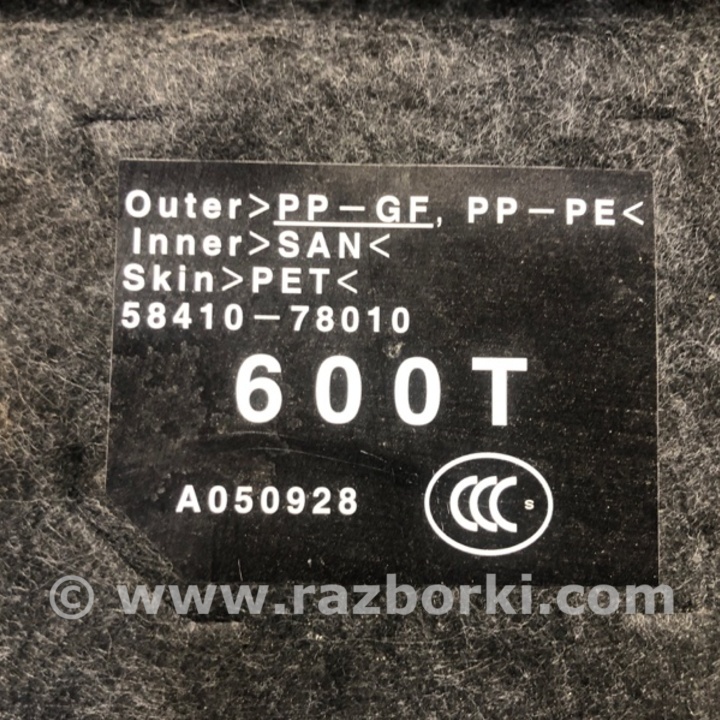 Outer>PP-GF, PP-PE<
Inner>SAN<
Skin>PET<
58410-78010
600T
A050928
CCC S
© www.razborki.com